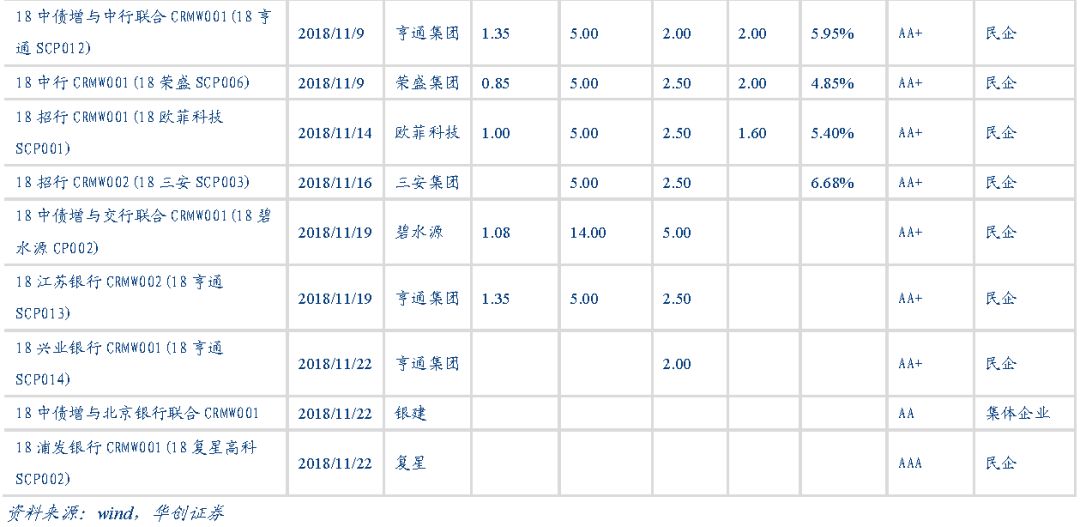 18 中债增与中行联合 CRMW001 (18 亨
通 SCP012) 2018/11/9 亨通集团 1.35 5.00 2.00 2.00 5.95% AA+ 民企
18 中行 CRMW001 (18 荣盛 SCP006) 2018/11/9 荣盛集团 0.85 5.00 2.50 2.00 4.85% AA+ 民企
18 招行 CRMW001 (18 欧菲科技
SCP001) 2018/11/14 欧菲科技 1.00 5.00 2.50 1.60 5.40% AA+ 民企
18 招行 CRMW002 (18 三安 SCP003) 2018/11/16 三安集团 5.00 2.50 6.68% AA+ 民企
18 中债增与交行联合 CRMW001 (18 碧
水源 CP002) 2018/11/19 碧水源 1.08 14.00 5.00 AA+ 民企
18 江苏银行 CRMW002 (18 亨通
SCP013) 2018/11/19 亨通集团 1.35 5.00 2.50 AA+ 民企
18 兴业银行 CRMW001 (18 亨通
SCP014) 2018/11/22 亨通集团 2.00 AA+ 民企
18 中债增与北京银行联合 CRMW001 2018/11/22 银建 AA 集体企业
18 浦发银行 CRMW001 (18 复星高科
SCP002) 2018/11/22 复星 AAA 民企
资料来源：wind，华创证券